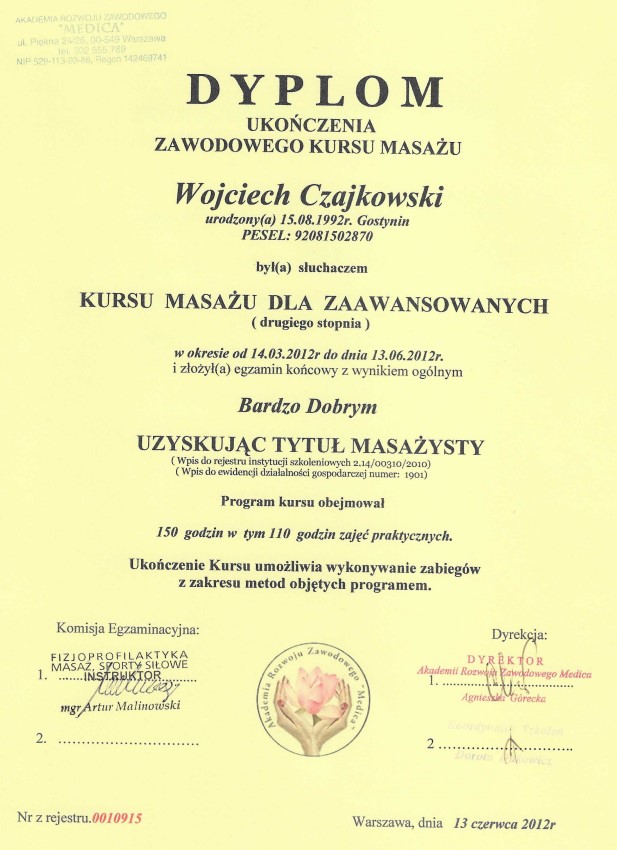 AKADEMIA ROZWOJU ZAWODOWEGO
"MEDICA"
ul. Piękna 24/26, 00-549 Warszawa
tel. 502 555 789
NIP 529-113-93-86, Regon 142469741
DYPLOM
UKOŃCZENIA
ZAWODOWEGO KURSU MASAŻU
Wojciech Czajkowski
urodzony(a) 15.08.1992r. Gostynin
PESEL: 92081502870
był(a) słuchaczem
KURSU MASAŻU DLA ZAAWANSOWANYCH
( drugiego stopnia )
w okresie od 14.03.2012r do dnia 13.06.2012r.
i złożył(a) egzamin końcowy z wynikiem ogólnym
Bardzo Dobrym
UZYSKUJĄC TYTUŁ MASAŻYSTY
( Wpis do rejestru instytucji szkoleniowych 2.14/00310/2010)
( Wpis do ewidencji działalności gospodarczej numer: 1901)
Program kursu obejmował
150 godzin w tym 110 godzin zajęć praktycznych.
Ukończenie Kursu umożliwia wykonywanie zabiegów
z zakresu metod objętych programem.
Komisja Egzaminacyjna:
FIZJOPROFILAKTYKA
MASAŻ, SPORTY SIŁOWE
1. INSTRUKTOR
mgr Artur Malinowski
2. ........................................
Akademia Rozwoju Zawodowego "Medica"
Dyrekcja:
DYREKTOR
Akademii Rozwoju Zawodowego Medica
1. ........................................
Agnieszka Górecka
Koordynator Szkoleń
2 ........................................
Dorota
Nr z rejestru.0010915
Warszawa, dnia 13 czerwca 2012r